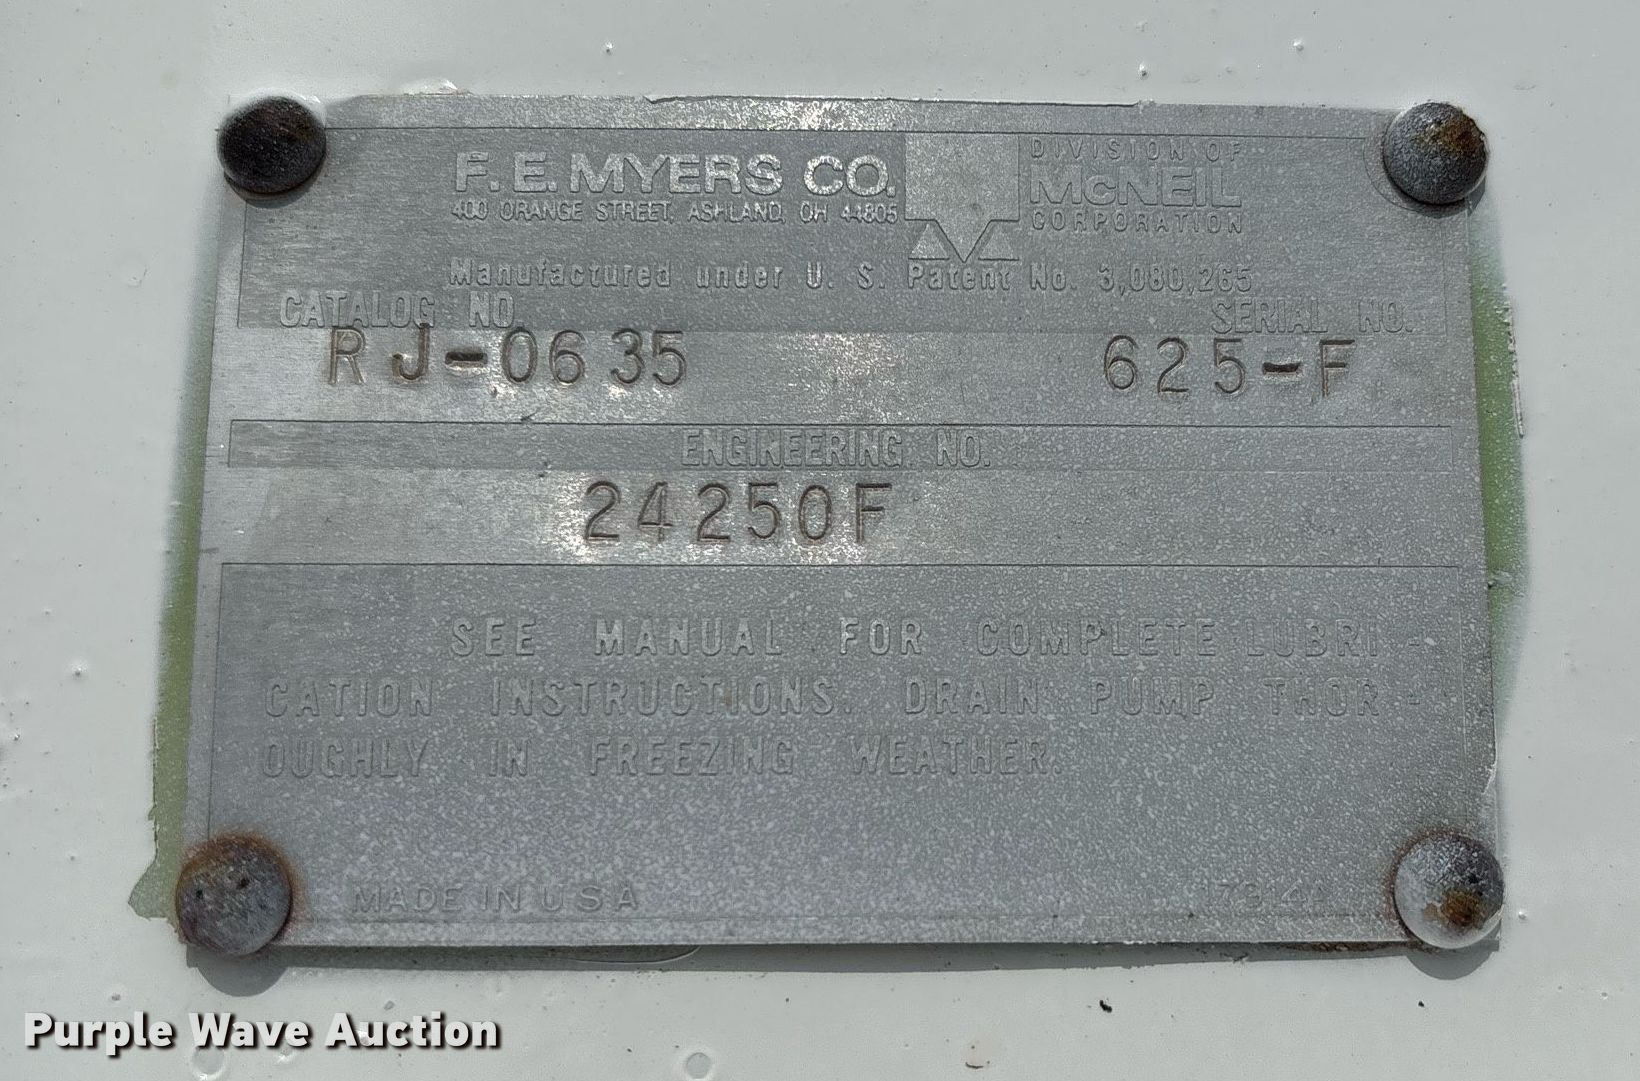 F. E. MYERS CO.
400 ORANGE STREET, ASHLAND, OH 44805
DIVISION OF
McNEIL
CORPORATION
Manufactured under U. S. Patent No. 3,080,265
CATALOG NO. SERIAL NO.
RJ-0635 625-F
ENGINEERING NO.
24250F
SEE MANUAL FOR COMPLETE LUBRI-
CATION INSTRUCTIONS. DRAIN PUMP THOR-
OUGHLY IN FREEZING WEATHER.
MADE IN U S A
Purple Wave Auction